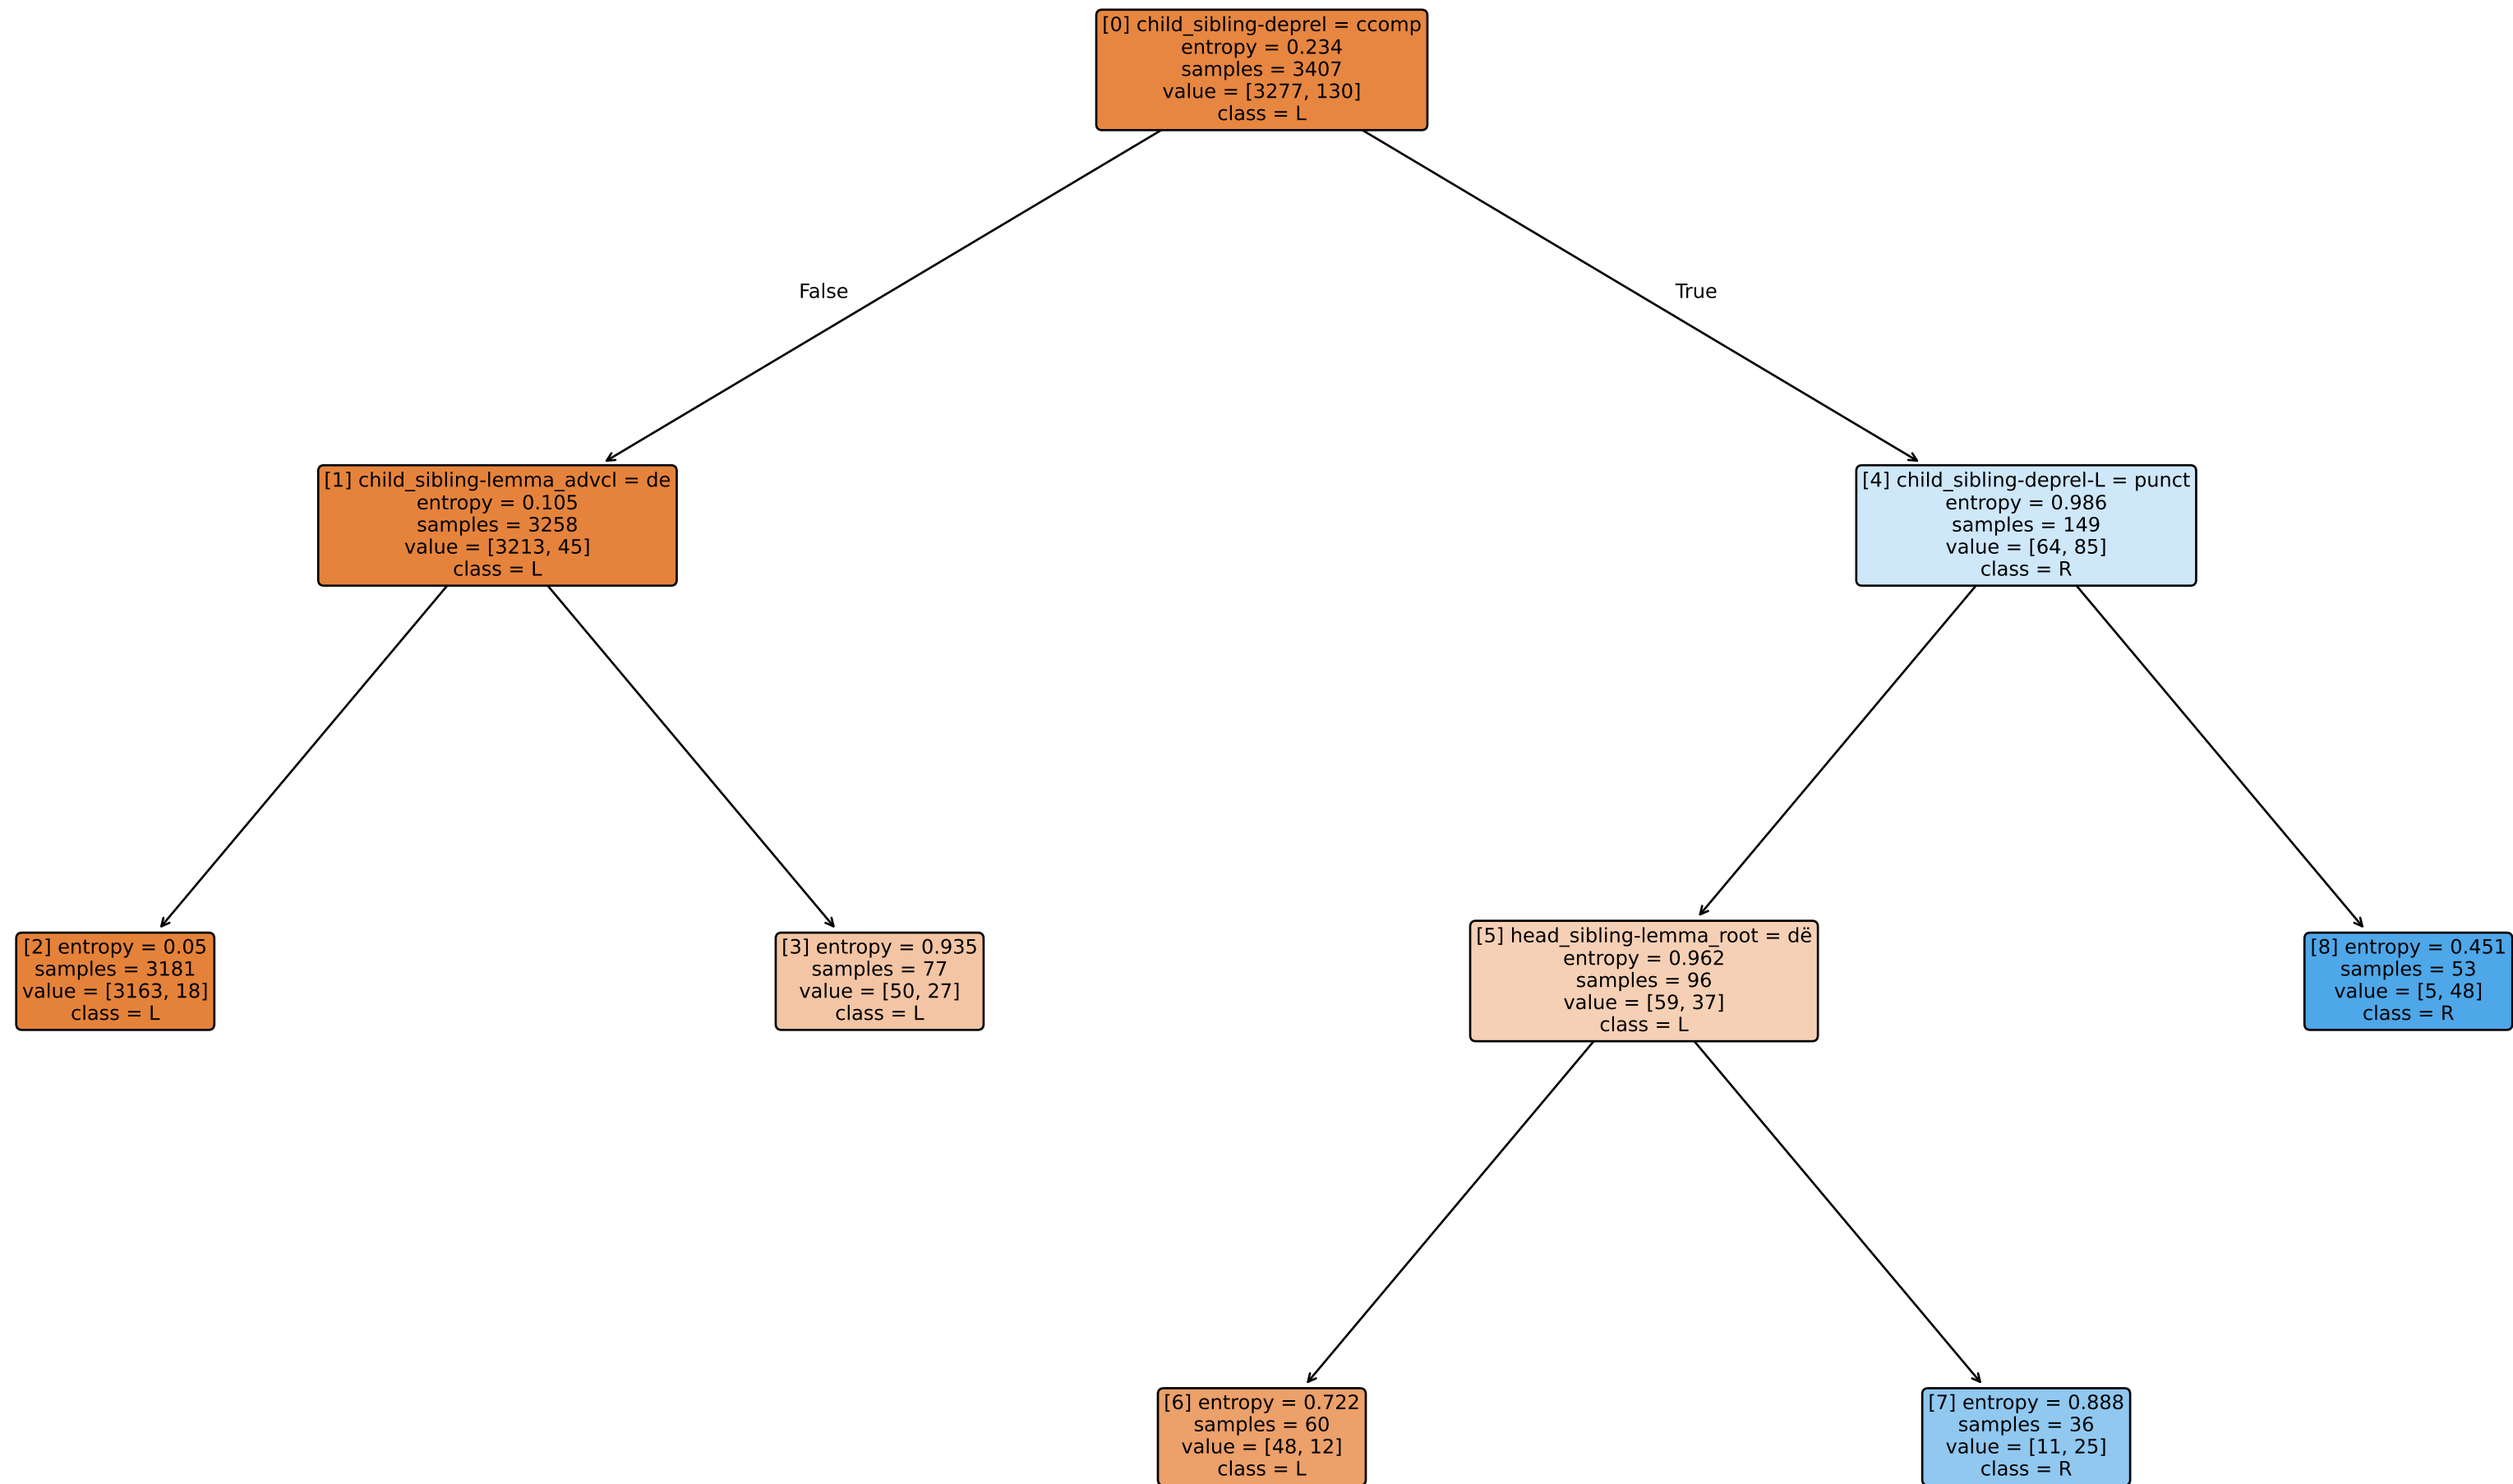 [0] child_sibling-deprel = ccomp
entropy = 0.234
samples = 3407
value = [3277, 130]
class = L
False
True
[1] child_sibling-lemma_advcl = de
entropy = 0.105
samples = 3258
value = [3213, 45]
class = L
[4] child_sibling-deprel-L = punct
entropy = 0.986
samples = 149
value = [64, 85]
class = R
[2] entropy = 0.05
samples = 3181
value = [3163, 18]
class = L
[3] entropy = 0.935
samples = 77
value = [50, 27]
class = L
[5] head_sibling-lemma_root = dë
entropy = 0.962
samples = 96
value = [59, 37]
class = L
[8] entropy = 0.451
samples = 53
value = [5, 48]
class = R
[6] entropy = 0.722
samples = 60
value = [48, 12]
class = L
[7] entropy = 0.888
samples = 36
value = [11, 25]
class = R